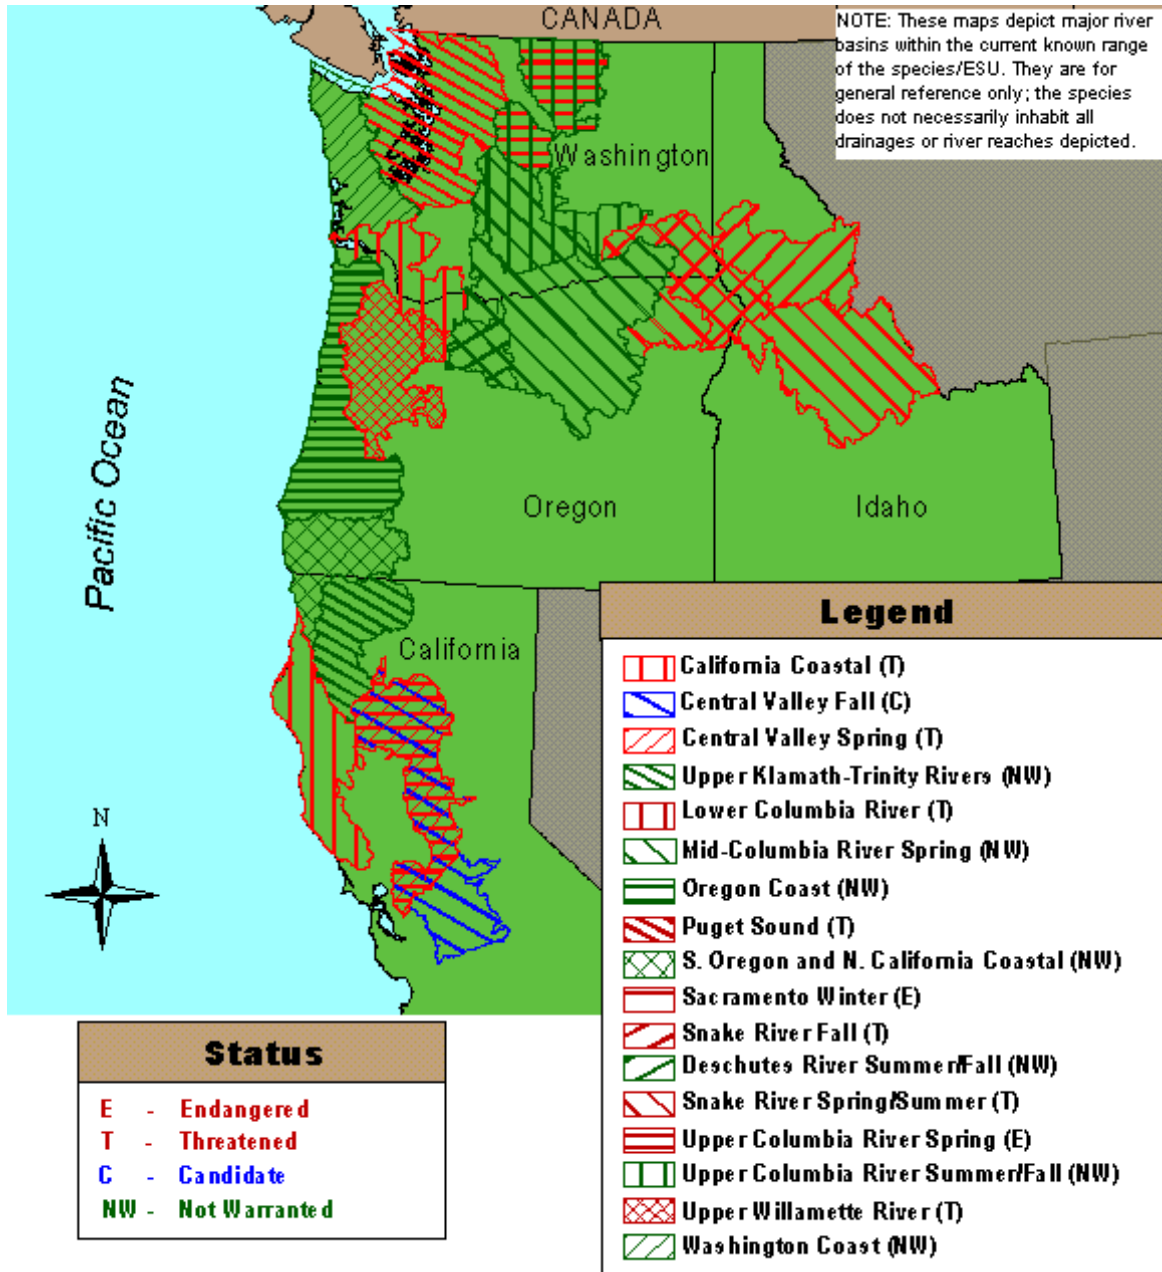 CANADA
NOTE: These maps depict major river
basins within the current known range
of the species/ESU. They are for
general reference only; the species
does not necessarily inhabit all
drainages or river reaches depicted.
Washington
Pacific Ocean
Oregon
Idaho
California
N
Legend
California Coastal (T)
Central Valley Fall (C)
Central Valley Spring (T)
Upper Klamath-Trinity Rivers (NW)
Lower Columbia River (T)
Mid-Columbia River Spring (NW)
Oregon Coast (NW)
Puget Sound (T)
S. Oregon and N. California Coastal (NW)
Sacramento Winter (E)
Snake River Fall (T)
Deschutes River Summer/Fall (NW)
Snake River Spring/Summer (T)
Upper Columbia River Spring (E)
Upper Columbia River Summer/Fall (NW)
Upper Willamette River (T)
Washington Coast (NW)
Status
E - Endangered
T - Threatened
C - Candidate
NW - Not Warranted